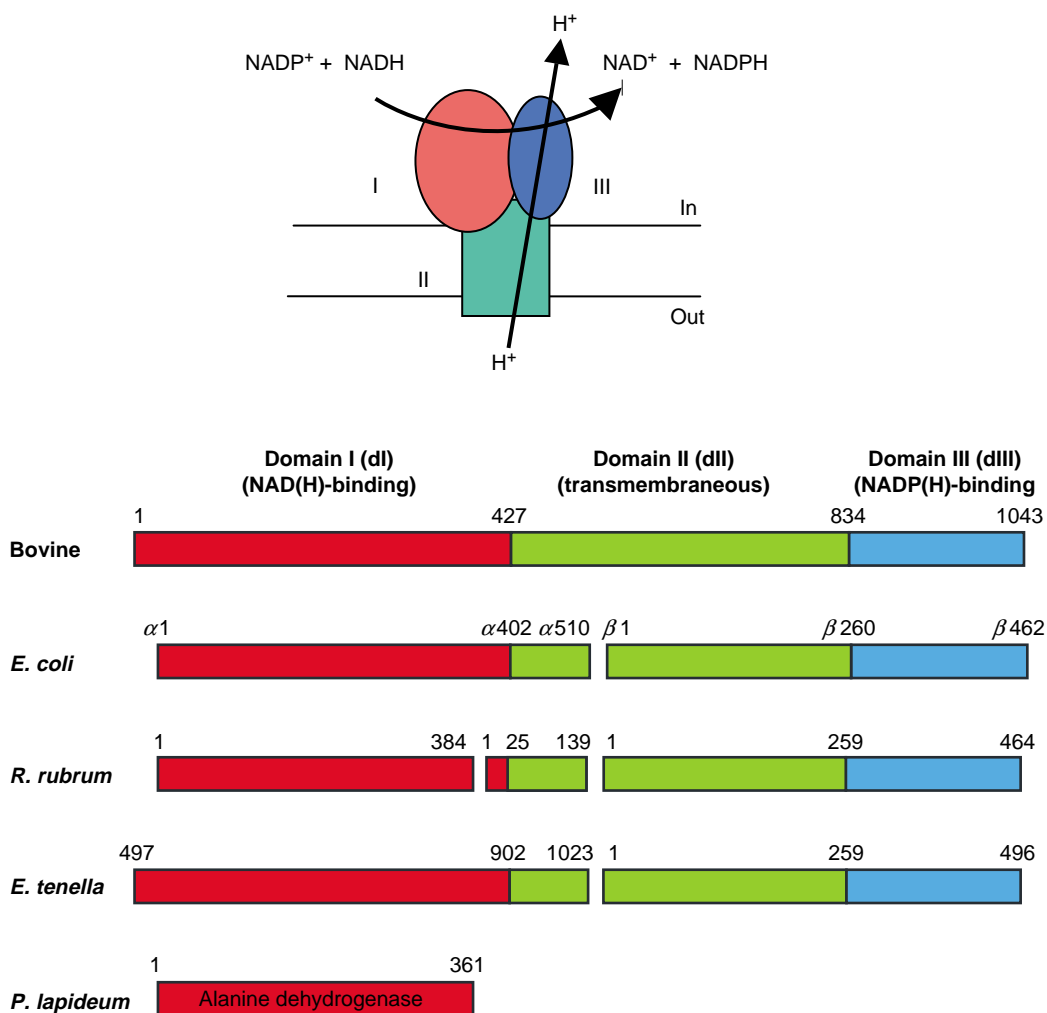 H+
NADP+ + NADH
NAD+ + NADPH
I
III
In
II
Out
H+
Domain I (dI)
(NAD(H)-binding)
Domain II (dII)
(transmembraneous)
Domain III (dIII)
(NADP(H)-binding
1 427 834 1043
Bovine
α1 α402 α510 β1 β260 β462
E. coli
1 384 1 25 139 1 259 464
R. rubrum
497 902 1023 1 259 496
E. tenella
1 361
P. lapideum Alanine dehydrogenase